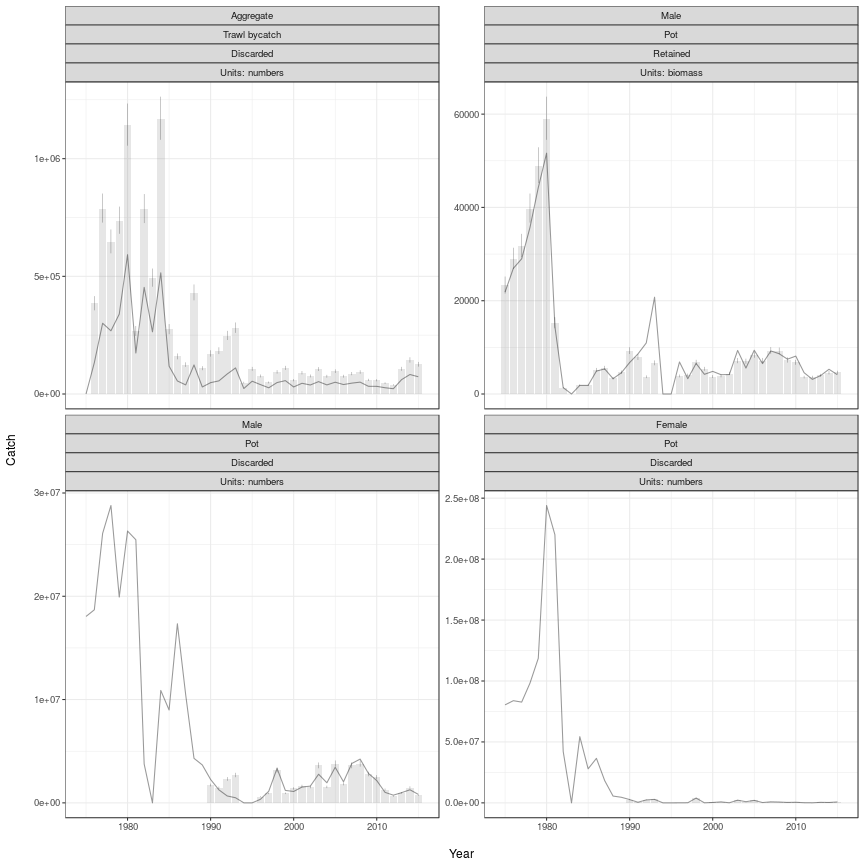 Aggregate
Trawl bycatch
Discarded
Units: numbers
Male
Pot
Retained
Units: biomass
1e+06
5e+05
0e+00
60000
40000
20000
0
Male
Pot
Discarded
Units: numbers
Female
Pot
Discarded
Units: numbers
3e+07
2e+07
1e+07
0e+00
2.5e+08
2.0e+08
1.5e+08
1.0e+08
5.0e+07
0.0e+00
1980 1990 2000 2010
1980 1990 2000 2010
Catch
Year